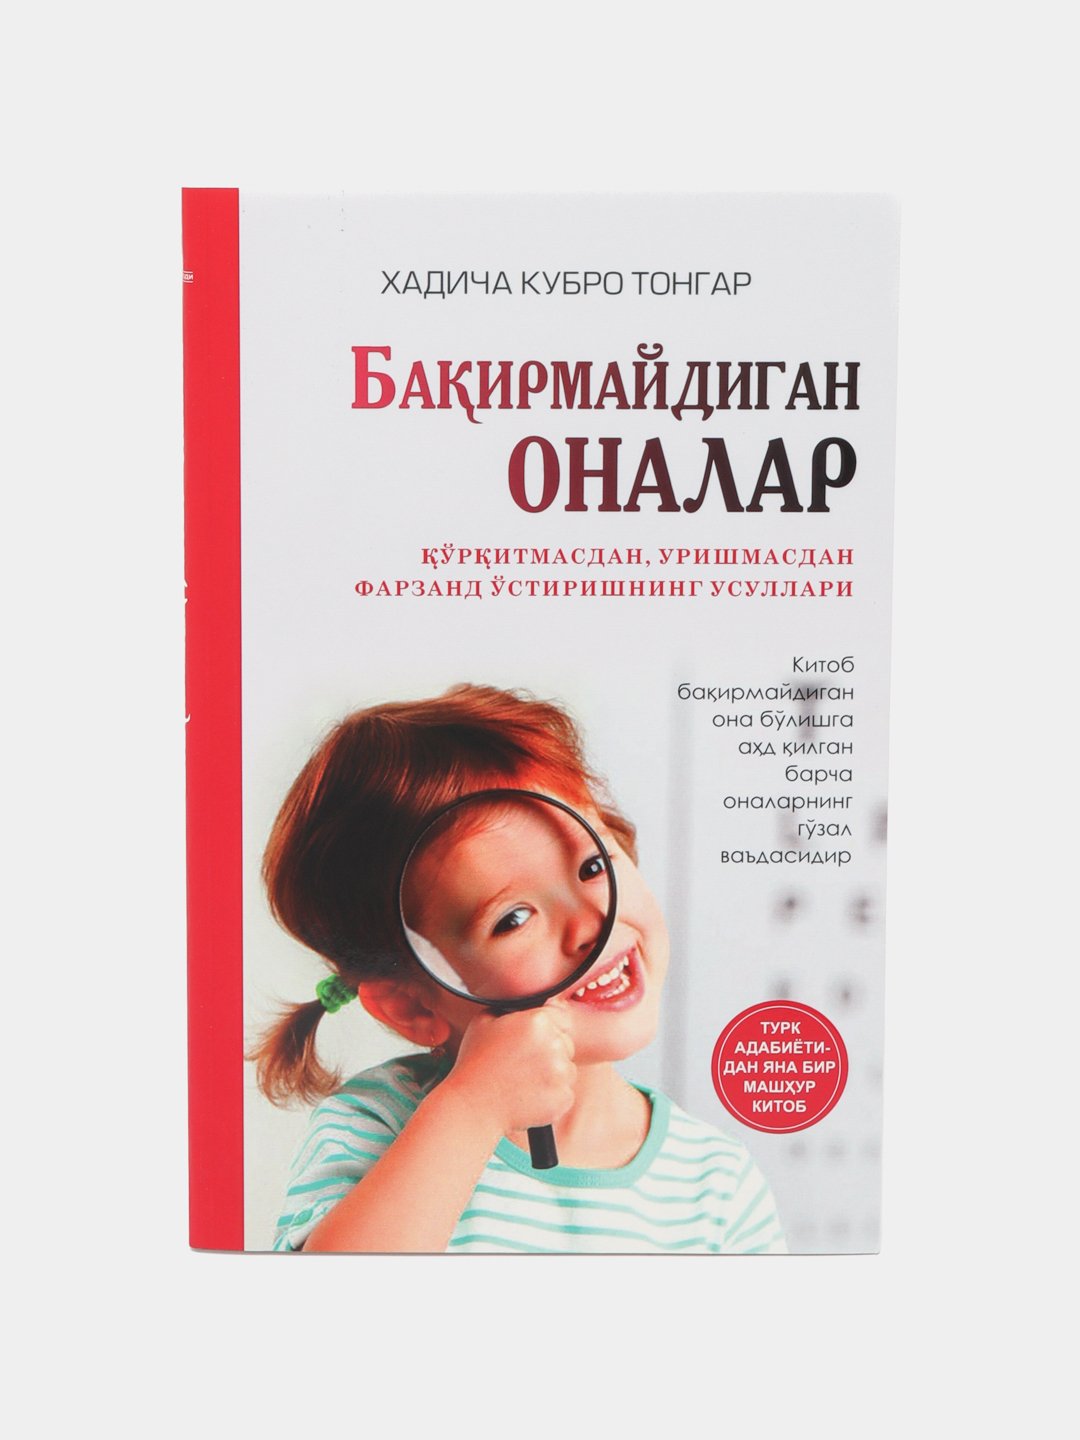 ХАДИЧА КУБРО ТОНГАР
БАҚИРМАЙДИГАН
ОНАЛАР
ҚЎРҚИТМАСДАН, УРИШМАСДАН
ФАРЗАНД ЎСТИРИШНИНГ УСУЛЛАРИ
Китоб
бақирмайдиган
она бўлишга
аҳд қилган
барча
оналарнинг
гўзал
ваъдасидир
ТУРК
АДАБИЁТИ-
ДАН ЯНА БИР
МАШҲУР
КИТОБ